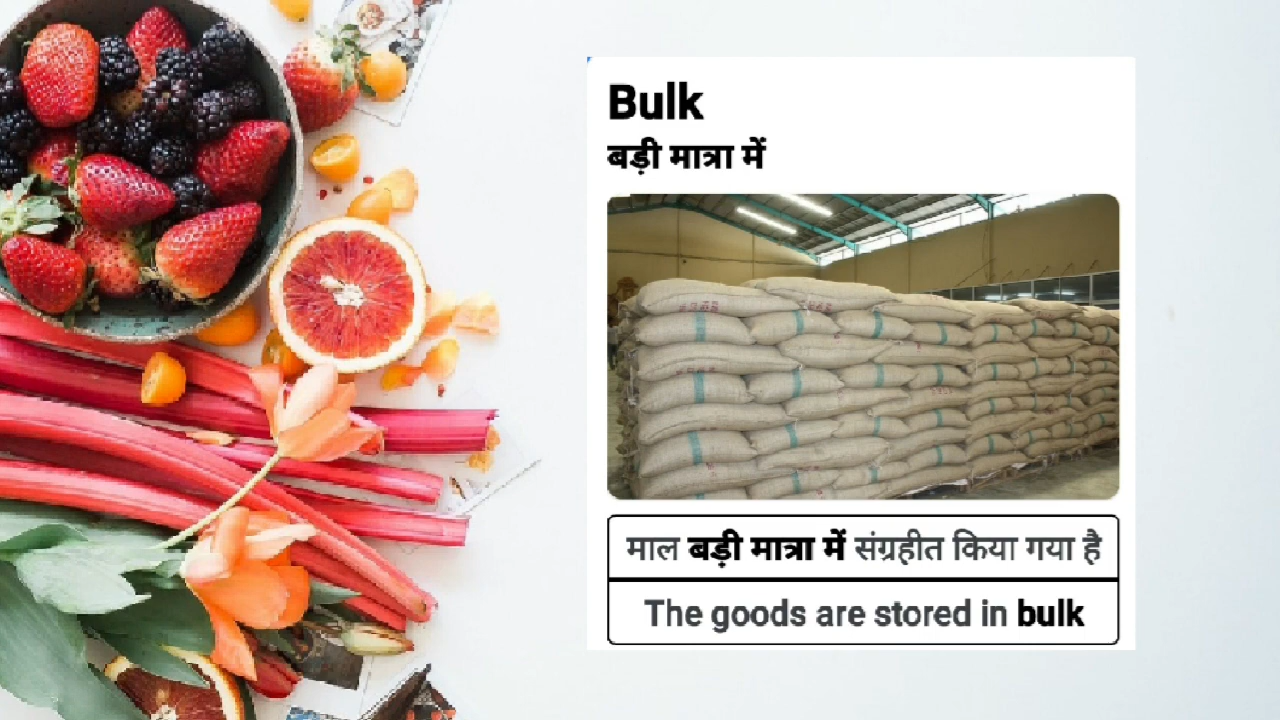 Bulk
बड़ी मात्रा में
माल बड़ी मात्रा में संग्रहीत किया गया है
The goods are stored in bulk